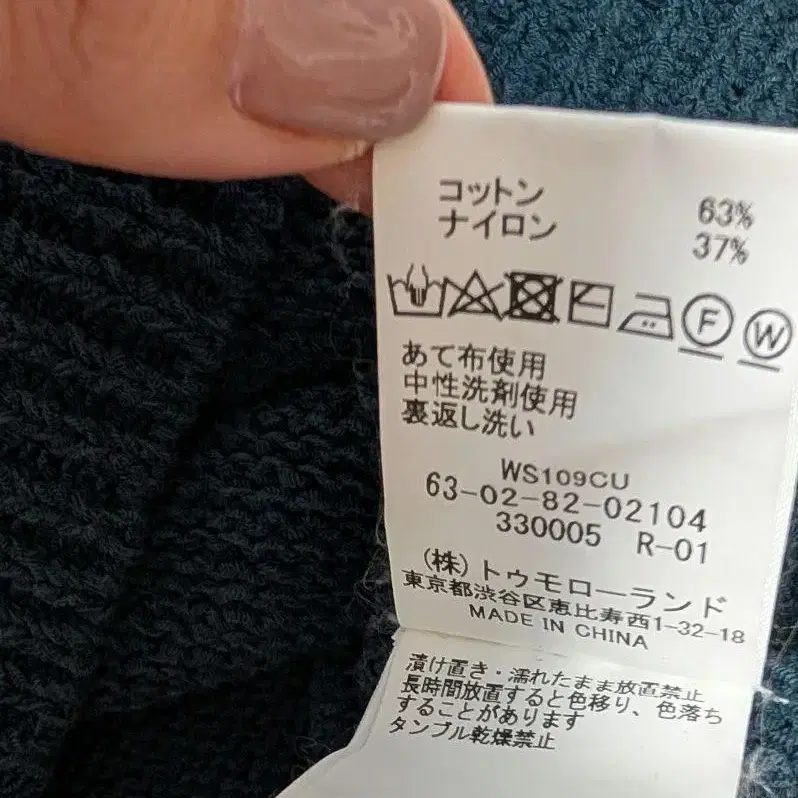 コットン 63%
ナイロン 37%
F W
あて布使用
中性洗剤使用
裏返し洗い
WS109CU
63-02-82-02104
330005 R-01
(株)トゥモローランド
東京都渋谷区恵比寿西1-32-18
MADE IN CHINA
漬け置き・濡れたまま放置禁止
長時間放置すると色移り、色落ち
することがあります
タンブル乾燥禁止